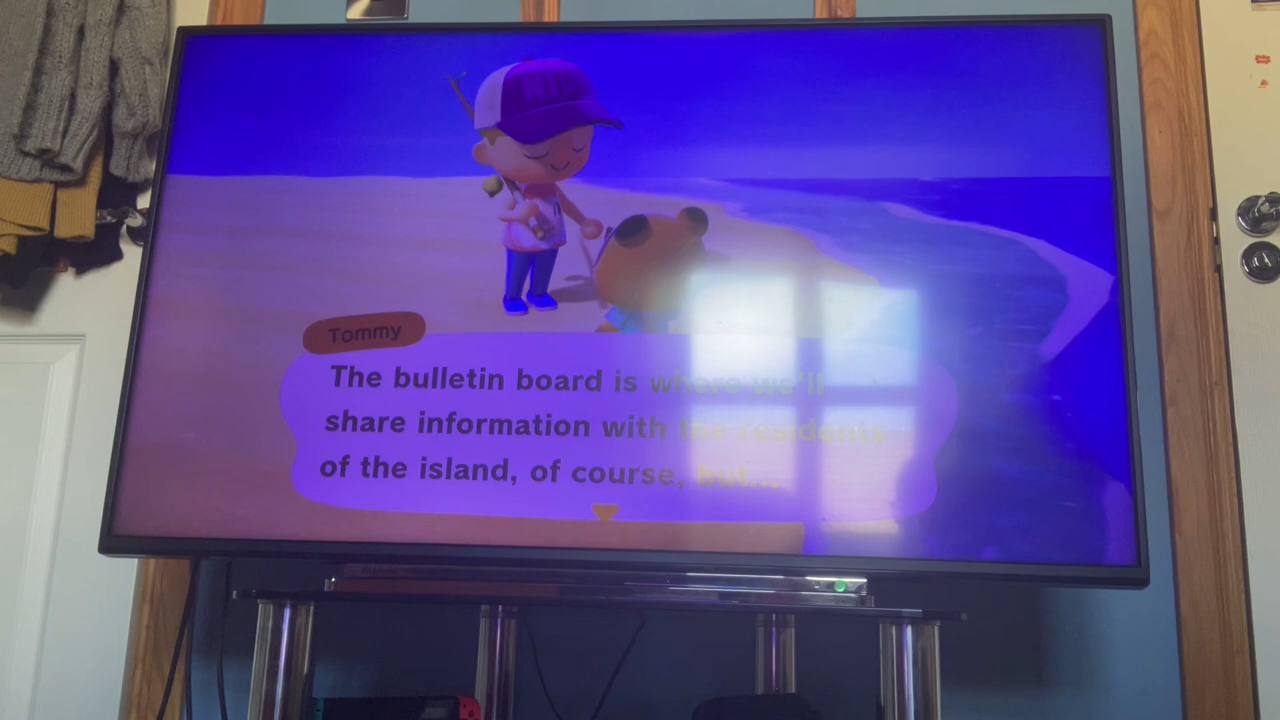 Tommy
The bulletin board is where we'll
share information with the residents
of the island, of course, but...